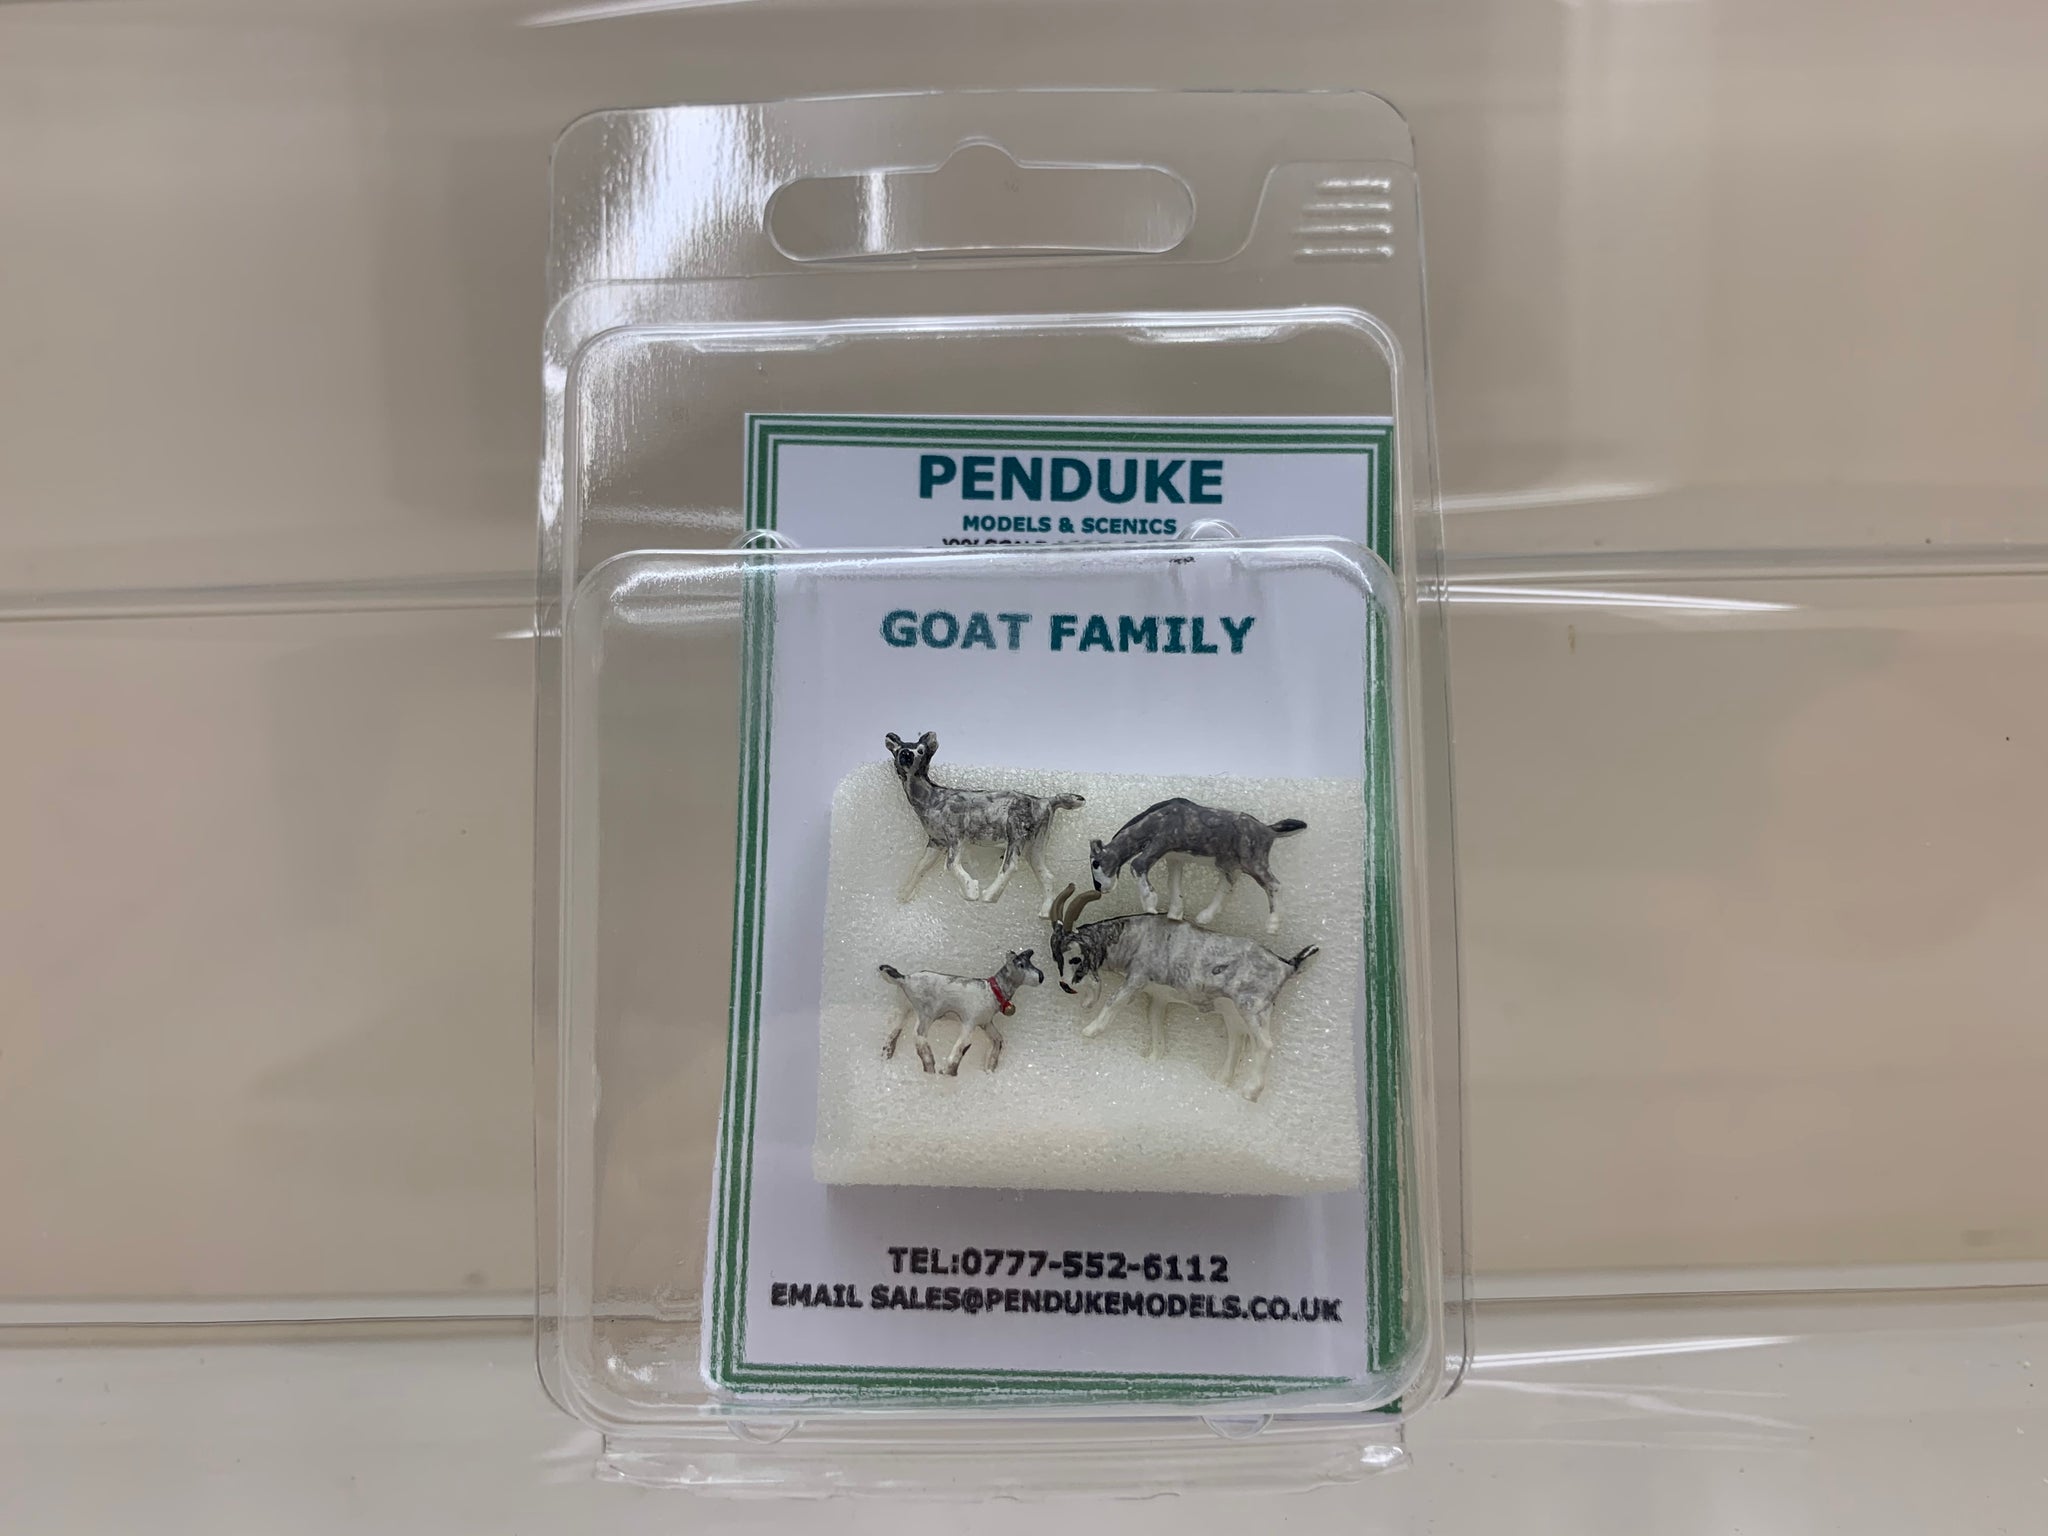 PENDUKE
MODELS & SCENICS
GOAT FAMILY
TEL:0777-552-6112
EMAIL SALES@PENDUKEMODELS.CO.UK